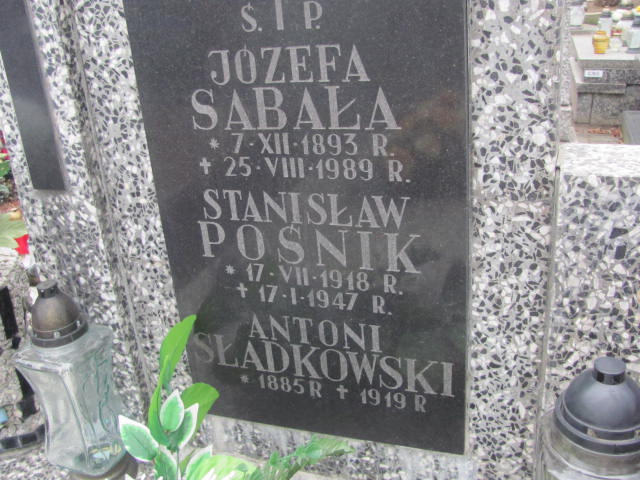 Ś. † P.
JÓZEFA
SABAŁA
* 7·XII·1893 R.
† 25·VIII·1989 R.
STANISŁAW
POŚNIK
* 17·VII·1918 R.
† 17·I·1947 R.
ANTONI
SŁADKOWSKI
* 1885 R † 1919 R